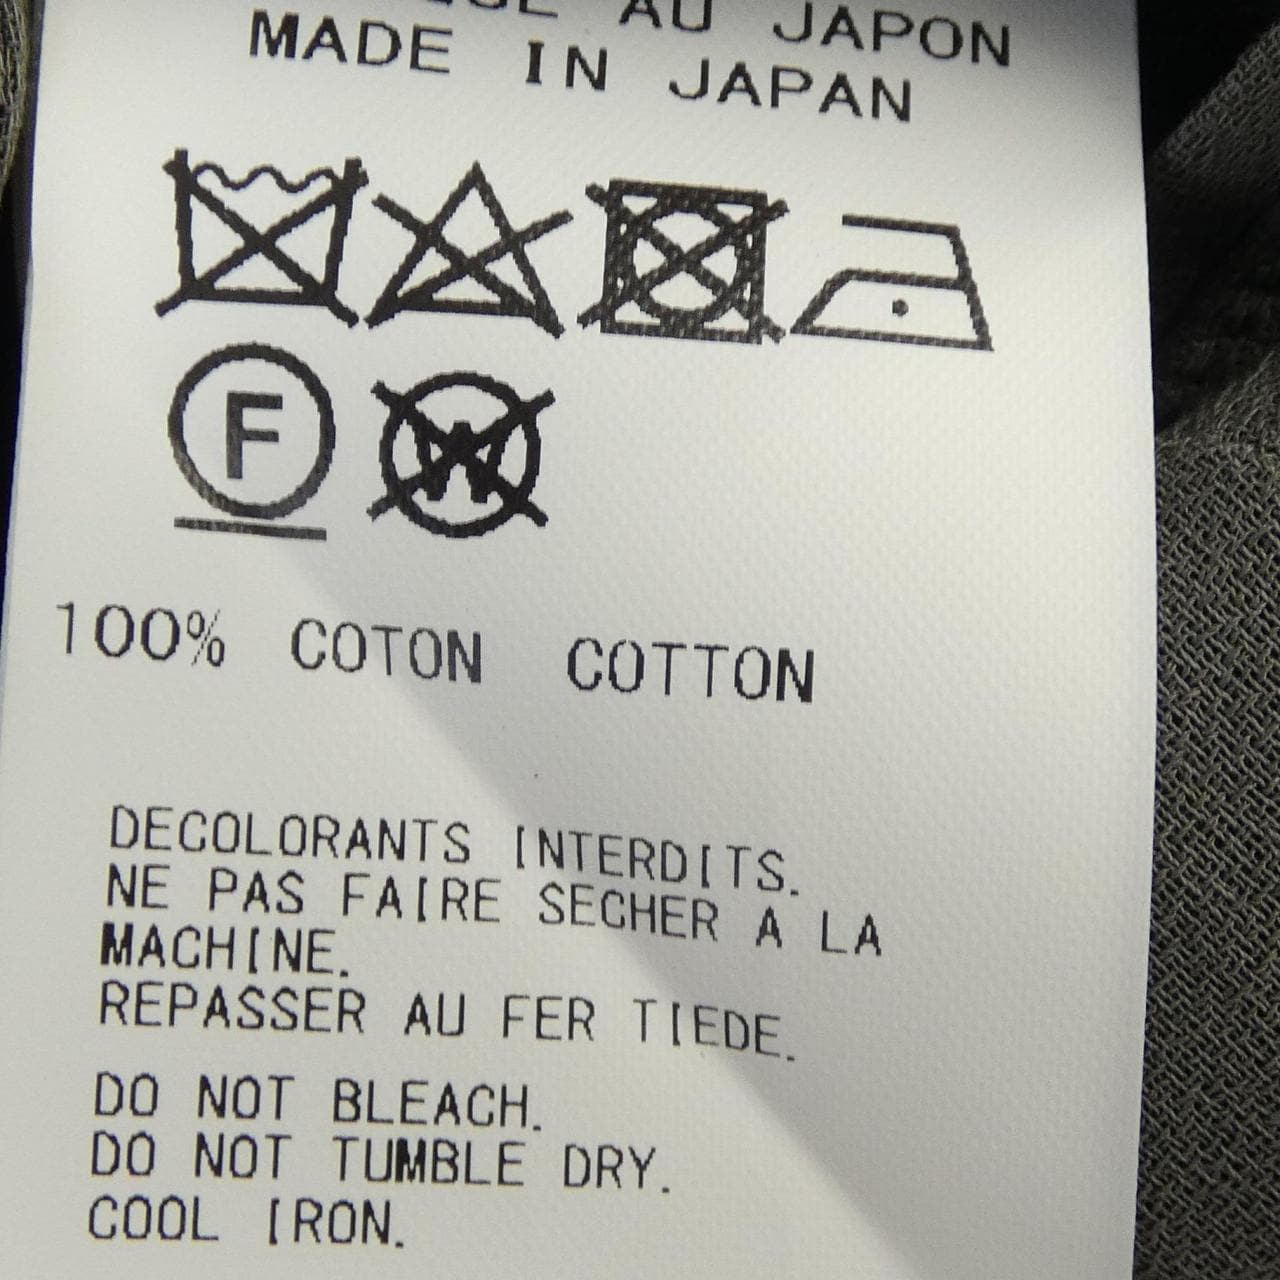 AU JAPON
MADE IN JAPAN
F
W
100% COTON COTTON
DECOLORANTS INTERDITS.
NE PAS FAIRE SECHER A LA
MACHINE.
REPASSER AU FER TIEDE.
DO NOT BLEACH.
DO NOT TUMBLE DRY.
COOL IRON.